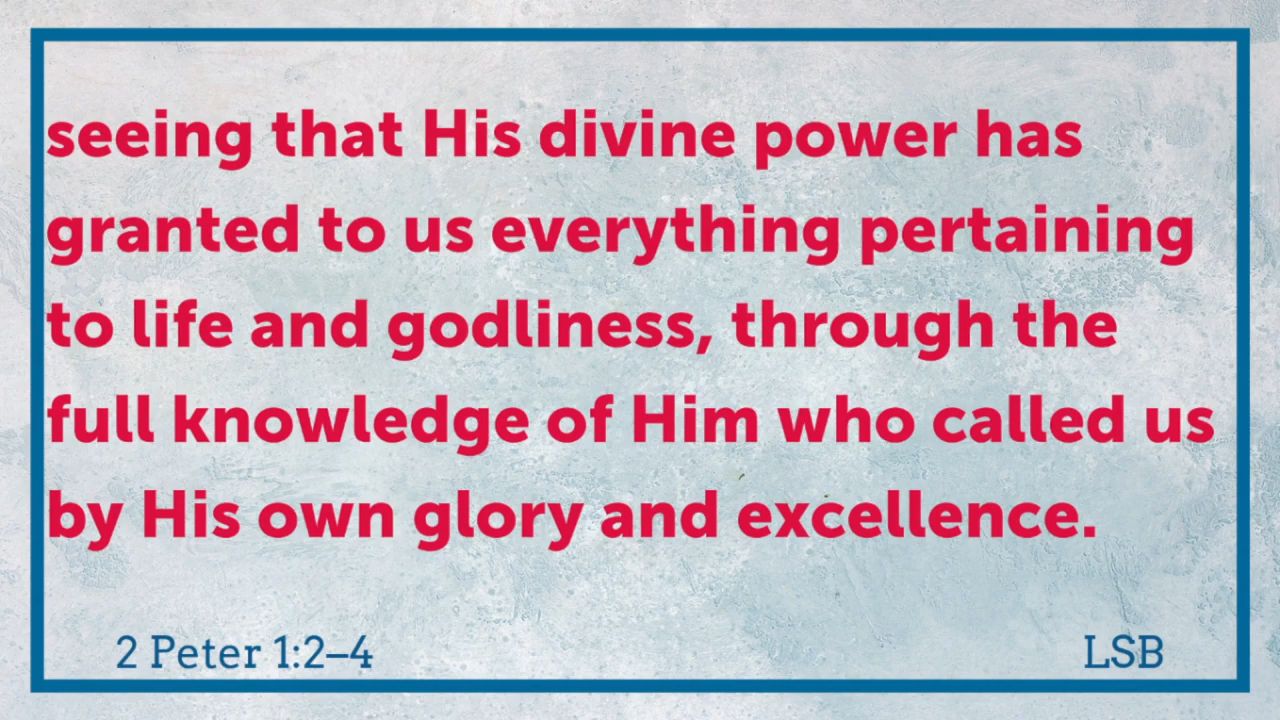 seeing that His divine power has
granted to us everything pertaining
to life and godliness, through the
full knowledge of Him who called us
by His own glory and excellence.
2 Peter 1:2–4
LSB